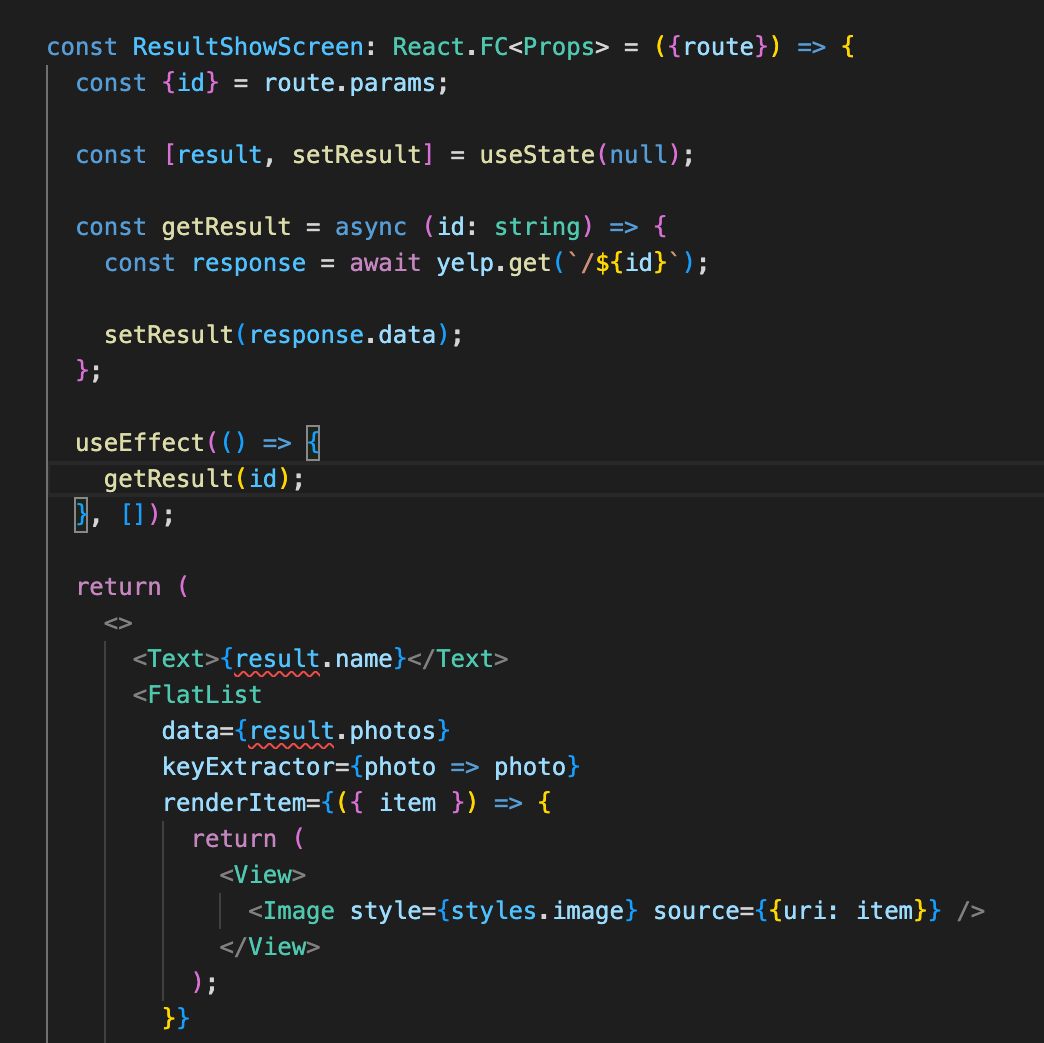 const ResultShowScreen: React.FC<Props> = ({route}) => {
const {id} = route.params;
const [result, setResult] = useState(null);
const getResult = async (id: string) => {
const response = await yelp.get(`/${id}`);
setResult(response.data);
};
useEffect(() => {
getResult(id);
}, []);
return (
<>
<Text>{result.name}</Text>
<FlatList
data={result.photos}
keyExtractor={photo => photo}
renderItem={({ item }) => {
return (
<View>
<Image style={styles.image} source={{uri: item}} />
</View>
);
}}